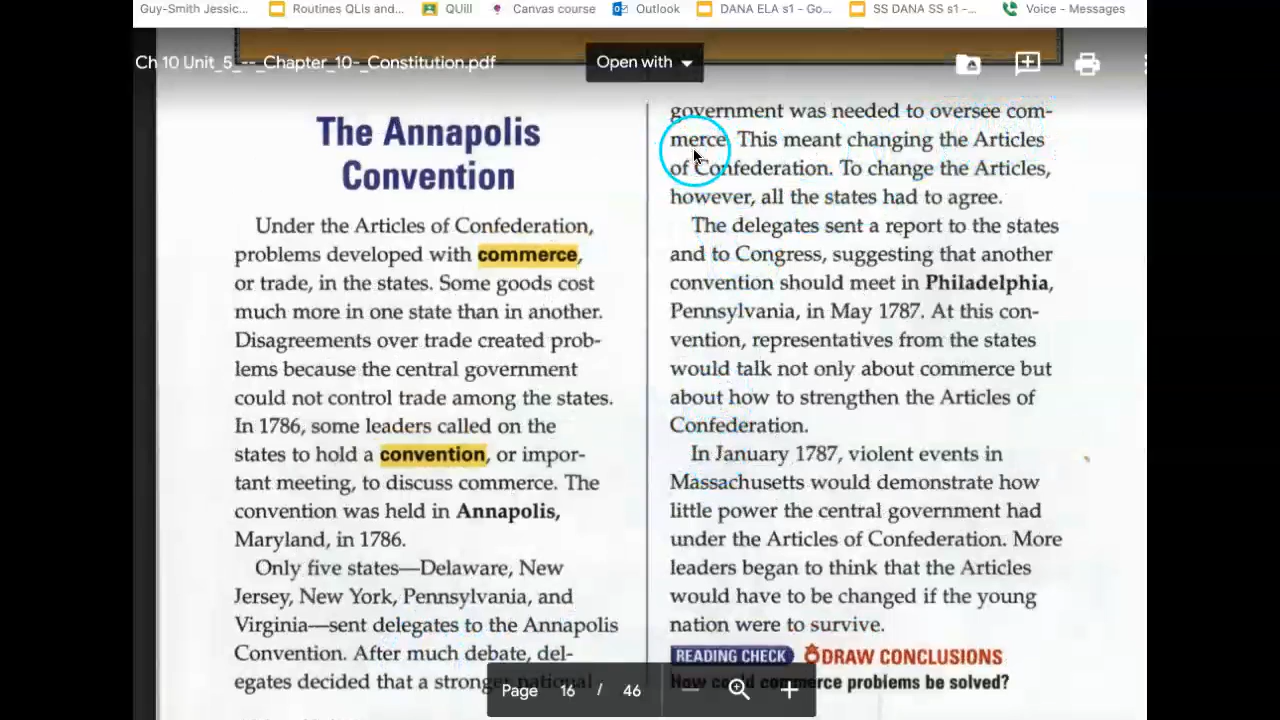 Guy-Smith Jessic...
Routines QLIs and...
QUill
Canvas course
Outlook
DANA ELA s1 - Go...
SS DANA SS s1 -...
Voice - Messages
Ch 10 Unit_5_--_Chapter_10-_Constitution.pdf
Open with
The Annapolis
Convention
Under the Articles of Confederation,
problems developed with commerce,
or trade, in the states. Some goods cost
much more in one state than in another.
Disagreements over trade created prob-
lems because the central government
could not control trade among the states.
In 1786, some leaders called on the
states to hold a convention, or impor-
tant meeting, to discuss commerce. The
convention was held in Annapolis,
Maryland, in 1786.
Only five states—Delaware, New
Jersey, New York, Pennsylvania, and
Virginia—sent delegates to the Annapolis
Convention. After much debate, del-
egates decided that a stronger national
government was needed to oversee com-
merce. This meant changing the Articles
of Confederation. To change the Articles,
however, all the states had to agree.
The delegates sent a report to the states
and to Congress, suggesting that another
convention should meet in Philadelphia,
Pennsylvania, in May 1787. At this con-
vention, representatives from the states
would talk not only about commerce but
about how to strengthen the Articles of
Confederation.
In January 1787, violent events in
Massachusetts would demonstrate how
little power the central government had
under the Articles of Confederation. More
leaders began to think that the Articles
would have to be changed if the young
nation were to survive.
READING CHECK DRAW CONCLUSIONS
How could commerce problems be solved?
Page 16 / 46